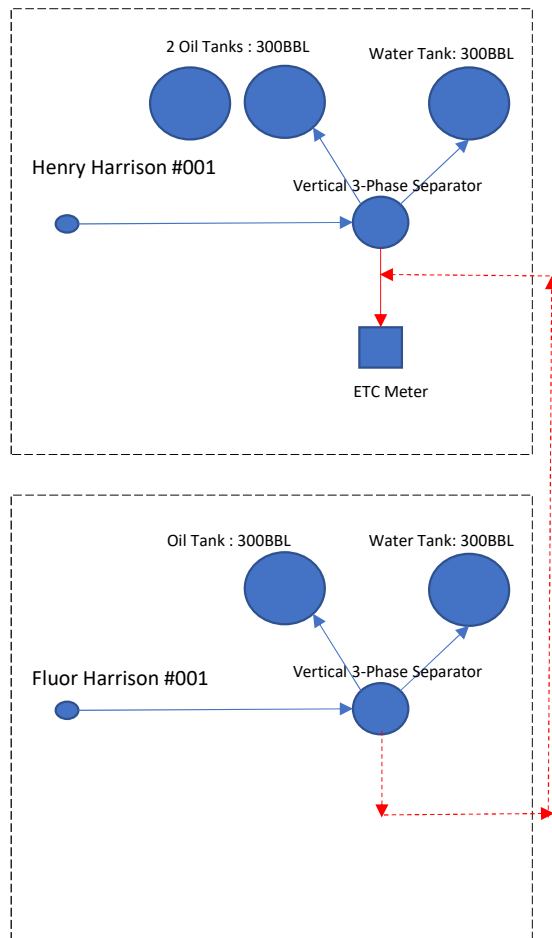 2 Oil Tanks : 300BBL
Water Tank: 300BBL
Henry Harrison #001
Vertical 3-Phase Separator
ETC Meter
Oil Tank : 300BBL
Water Tank: 300BBL
Vertical 3-Phase Separator
Fluor Harrison #001